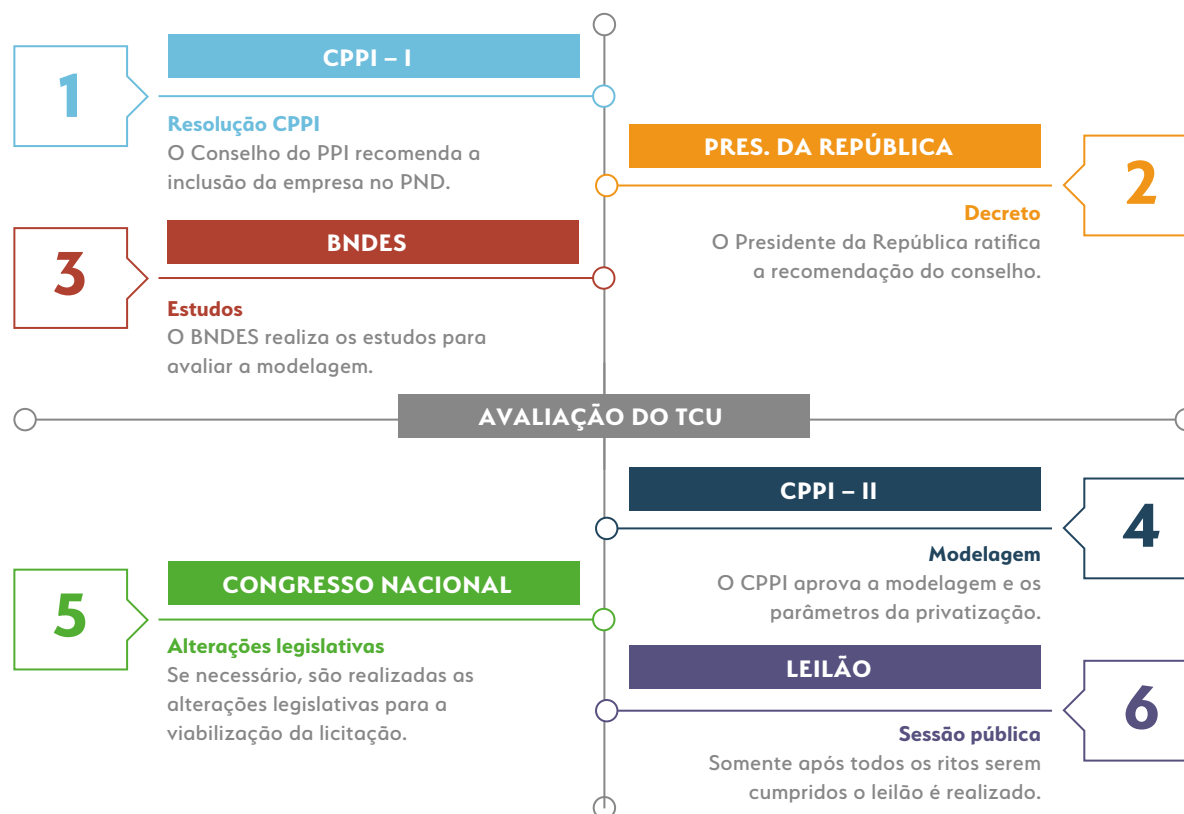 1
CPPI – I
Resolução CPPI
O Conselho do PPI recomenda a
inclusão da empresa no PND.
PRES. DA REPÚBLICA
2
Decreto
O Presidente da República ratifica
a recomendação do conselho.
3
BNDES
Estudos
O BNDES realiza os estudos para
avaliar a modelagem.
AVALIAÇÃO DO TCU
CPPI – II
4
Modelagem
O CPPI aprova a modelagem e os
parâmetros da privatização.
5
CONGRESSO NACIONAL
Alterações legislativas
Se necessário, são realizadas as
alterações legislativas para a
viabilização da licitação.
LEILÃO
6
Sessão pública
Somente após todos os ritos serem
cumpridos o leilão é realizado.